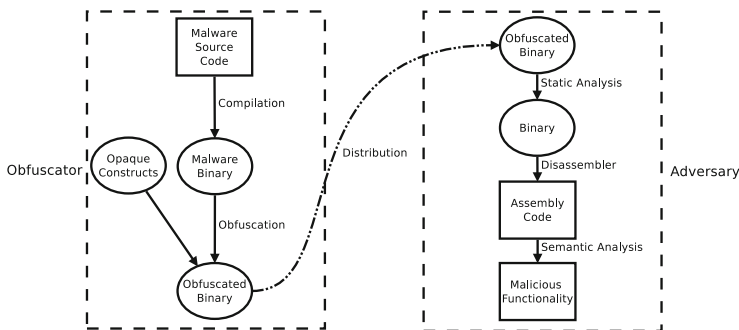 Malware
Source
Code
Compilation
Obfuscator
Opaque
Constructs
Malware
Binary
Obfuscation
Obfuscated
Binary
Distribution
Obfuscated
Binary
Static Analysis
Binary
Disassembler
Adversary
Assembly
Code
Semantic Analysis
Malicious
Functionality